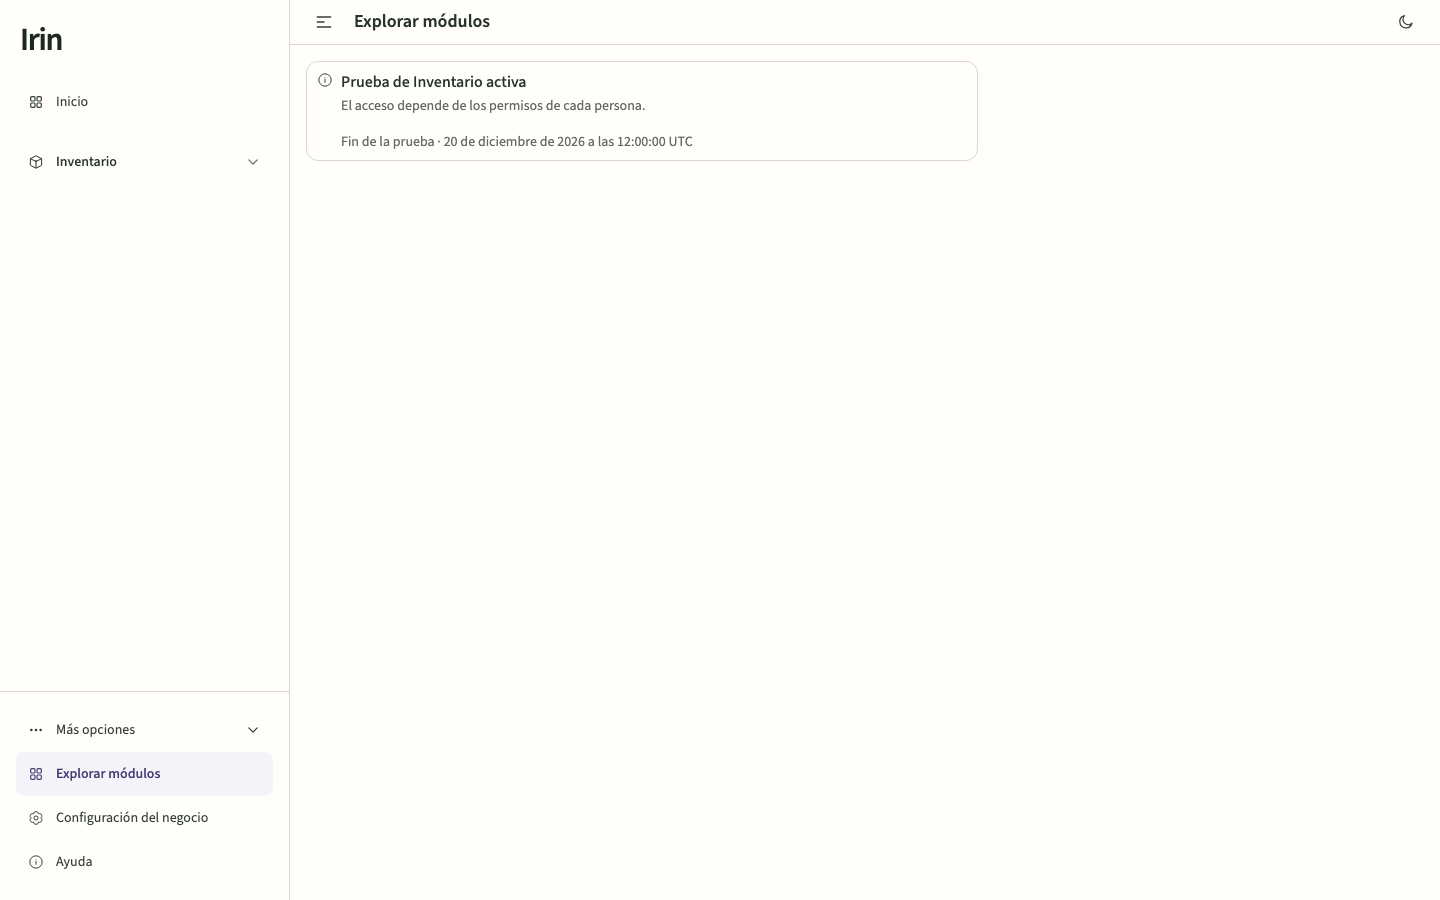 Irin
Inicio
Inventario
Más opciones
Explorar módulos
Configuración del negocio
Ayuda
Explorar módulos
Prueba de Inventario activa
El acceso depende de los permisos de cada persona.
Fin de la prueba · 20 de diciembre de 2026 a las 12:00:00 UTC